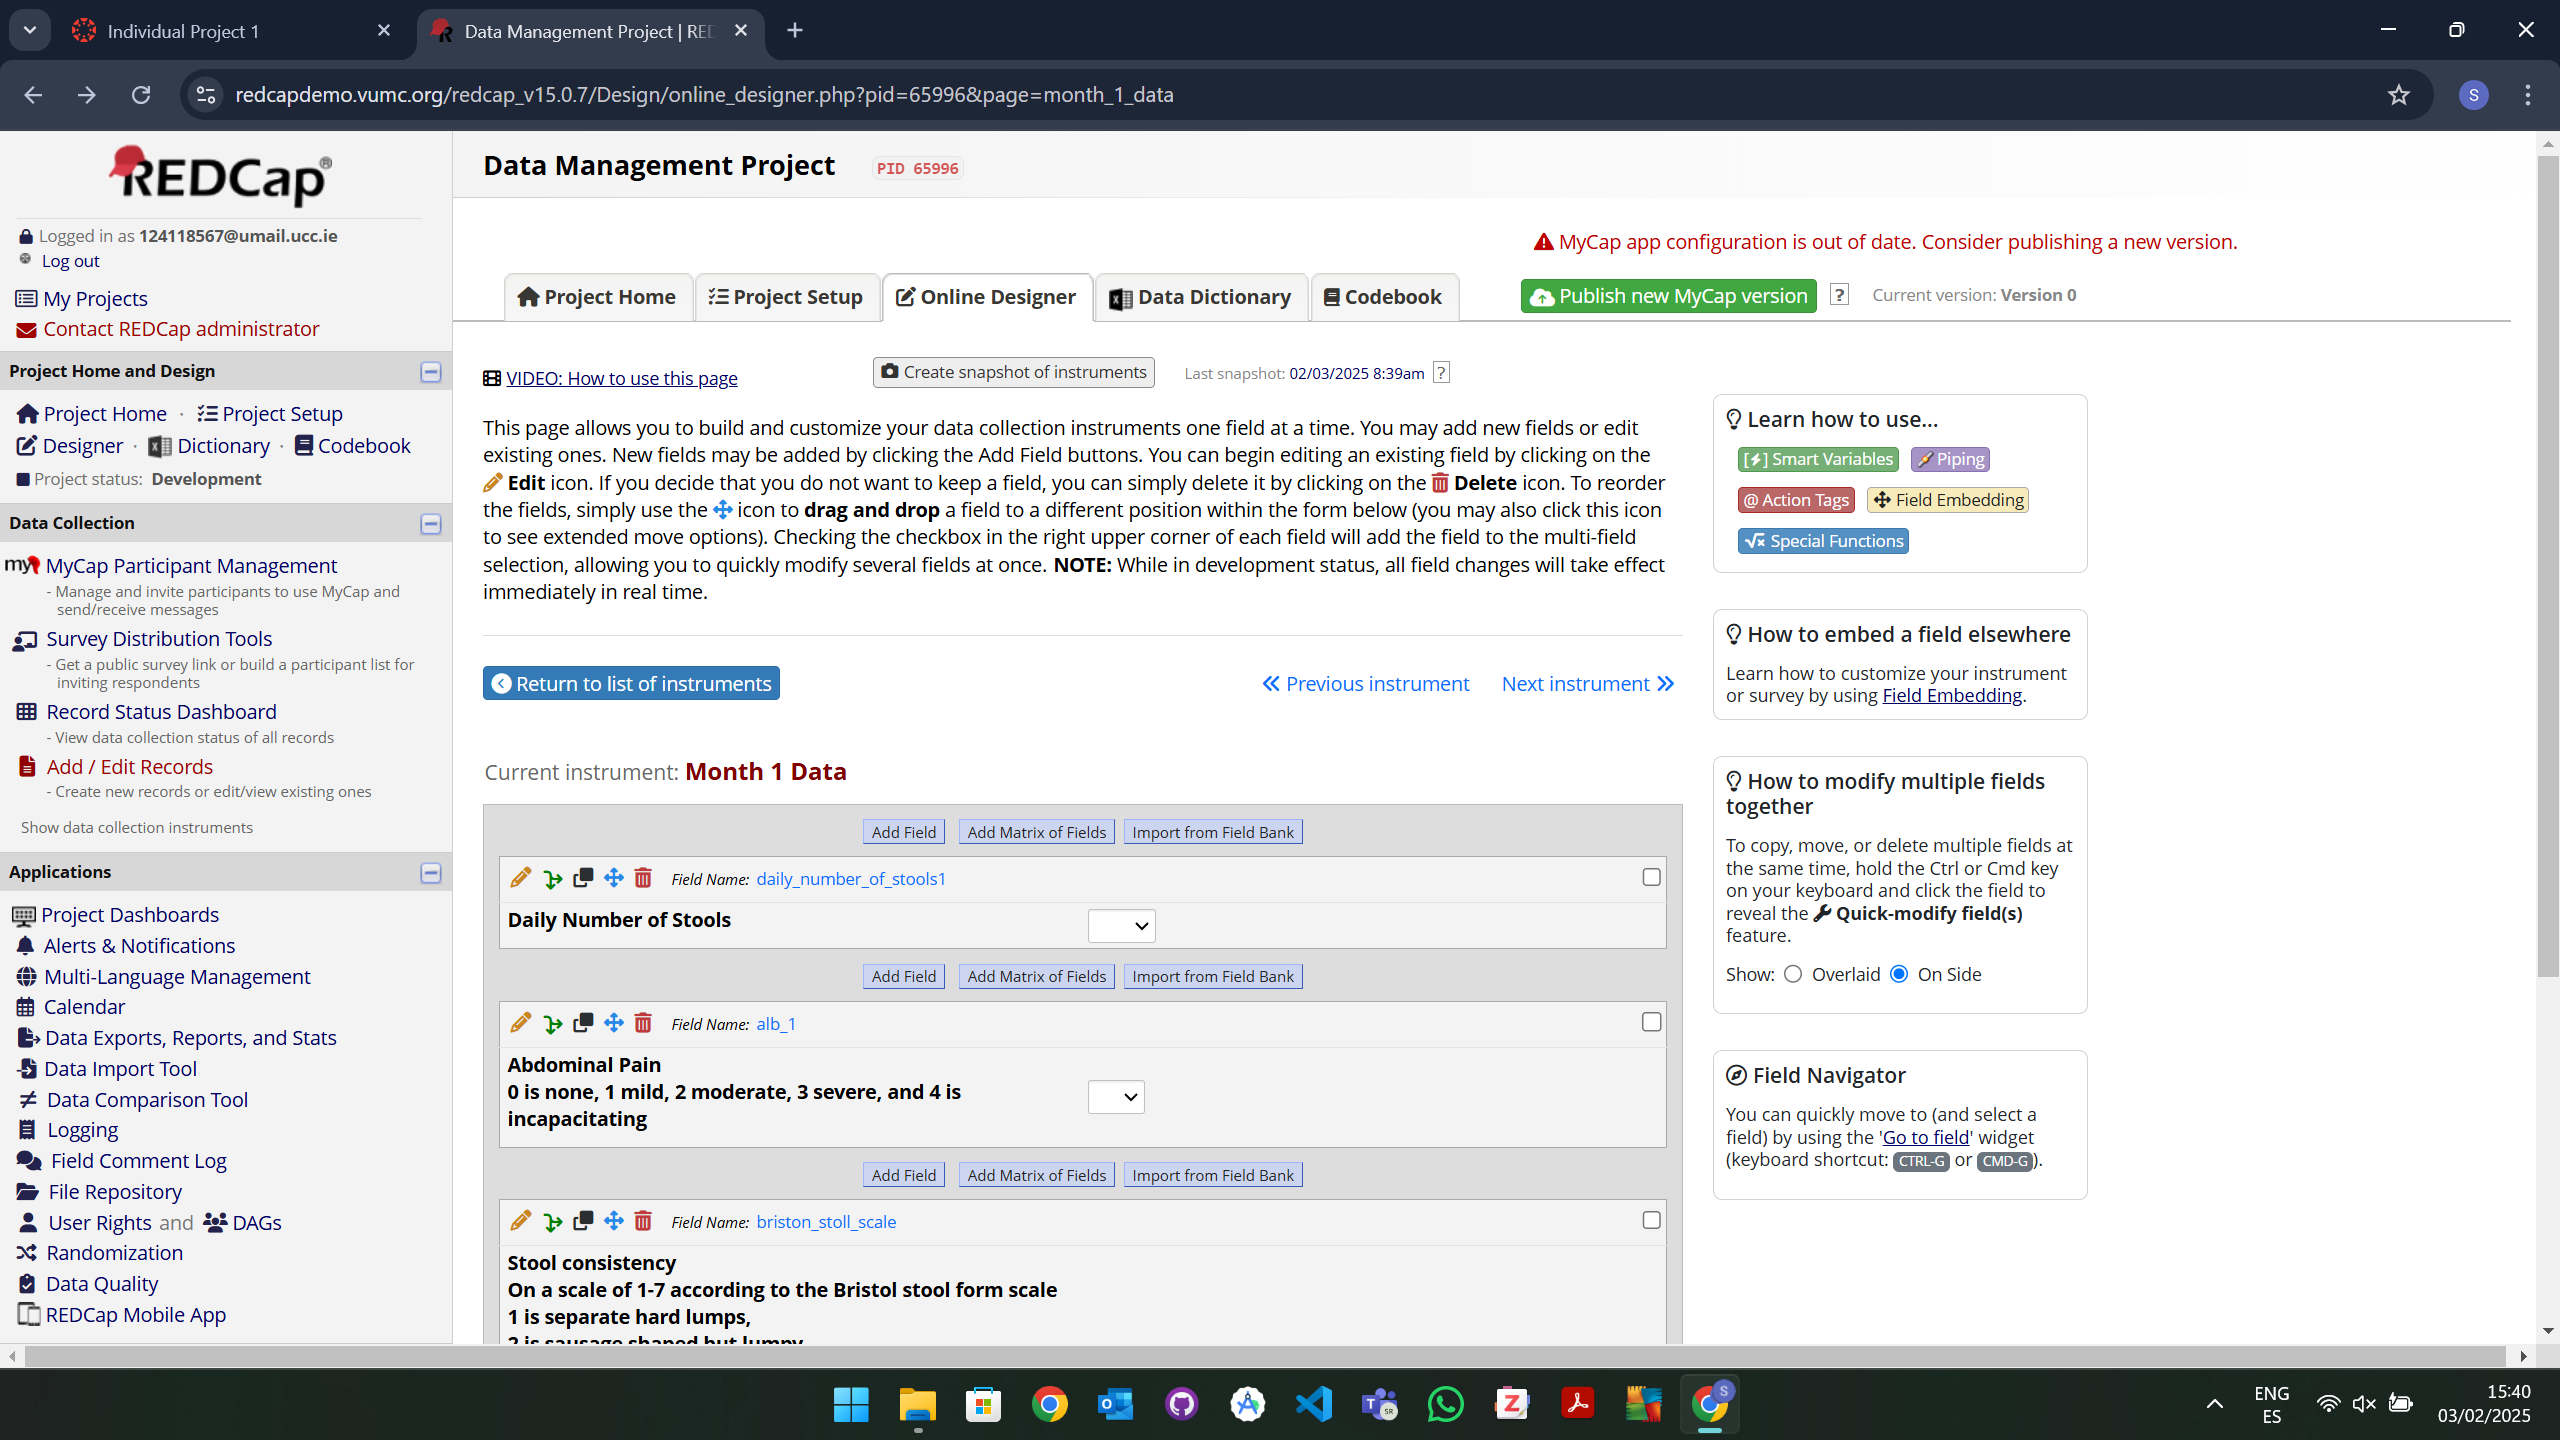 Individual Project 1
Data Management Project | RED
redcapdemo.vumc.org/redcap_v15.0.7/Design/online_designer.php?pid=65996&page=month_1_data
S
REDCap®
Logged in as 124118567@umail.ucc.ie
Log out
My Projects
Contact REDCap administrator
Project Home and Design
Project Home · Project Setup
Designer · Dictionary · Codebook
Project status: Development
Data Collection
my MyCap Participant Management
- Manage and invite participants to use MyCap and
send/receive messages
Survey Distribution Tools
- Get a public survey link or build a participant list for
inviting respondents
Record Status Dashboard
- View data collection status of all records
Add / Edit Records
- Create new records or edit/view existing ones
Show data collection instruments
Applications
Project Dashboards
Alerts & Notifications
Multi-Language Management
Calendar
Data Exports, Reports, and Stats
Data Import Tool
Data Comparison Tool
Logging
Field Comment Log
File Repository
User Rights and DAGs
Randomization
Data Quality
REDCap Mobile App
Data Management Project PID 65996
MyCap app configuration is out of date. Consider publishing a new version.
Project Home Project Setup Online Designer Data Dictionary Codebook
Publish new MyCap version ? Current version: Version 0
VIDEO: How to use this page
Create snapshot of instruments Last snapshot: 02/03/2025 8:39am ?
This page allows you to build and customize your data collection instruments one field at a time. You may add new fields or edit
existing ones. New fields may be added by clicking the Add Field buttons. You can begin editing an existing field by clicking on the
Edit icon. If you decide that you do not want to keep a field, you can simply delete it by clicking on the Delete icon. To reorder
the fields, simply use the icon to drag and drop a field to a different position within the form below (you may also click this icon
to see extended move options). Checking the checkbox in the right upper corner of each field will add the field to the multi-field
selection, allowing you to quickly modify several fields at once. NOTE: While in development status, all field changes will take effect
immediately in real time.
Return to list of instruments Previous instrument Next instrument
Current instrument: Month 1 Data
Add Field Add Matrix of Fields Import from Field Bank
Field Name: daily_number_of_stools1
Daily Number of Stools
Add Field Add Matrix of Fields Import from Field Bank
Field Name: alb_1
Abdominal Pain
0 is none, 1 mild, 2 moderate, 3 severe, and 4 is
incapacitating
Add Field Add Matrix of Fields Import from Field Bank
Field Name: briston_stoll_scale
Stool consistency
On a scale of 1-7 according to the Bristol stool form scale
1 is separate hard lumps,
2 is sausage shaped but lumpy
Learn how to use...
[ ] Smart Variables Piping
@ Action Tags Field Embedding
√x Special Functions
How to embed a field elsewhere
Learn how to customize your instrument
or survey by using Field Embedding.
How to modify multiple fields
together
To copy, move, or delete multiple fields at
the same time, hold the Ctrl or Cmd key
on your keyboard and click the field to
reveal the Quick-modify field(s)
feature.
Show: Overlaid On Side
Field Navigator
You can quickly move to (and select a
field) by using the 'Go to field' widget
(keyboard shortcut: CTRL-G or CMD-G).
ENG
ES
15:40
03/02/2025